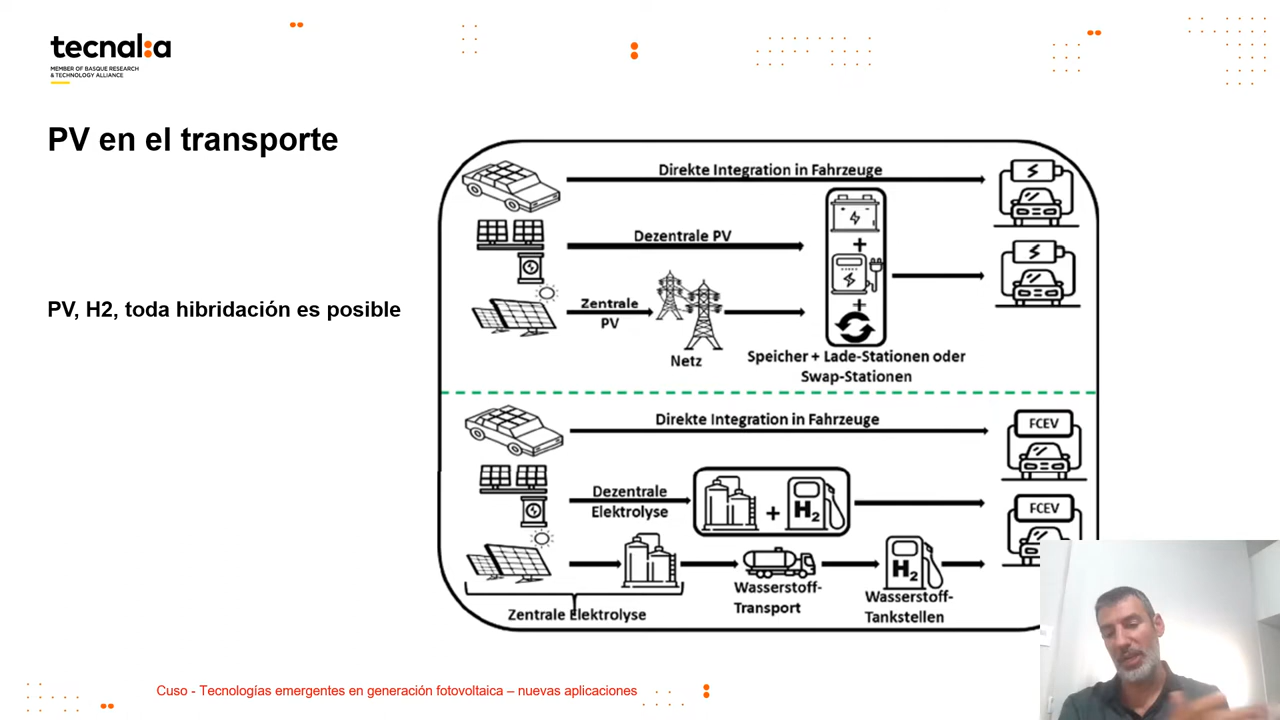 tecnalia
MEMBER OF BASQUE RESEARCH
& TECHNOLOGY ALLIANCE
PV en el transporte
PV, H2, toda hibridación es posible
Direkte Integration in Fahrzeuge
Dezentrale PV
Zentrale
PV
Netz
+
+
Speicher + Lade-Stationen oder
Swap-Stationen
Direkte Integration in Fahrzeuge
FCEV
Dezentrale
Elektrolyse
+
H2
FCEV
Zentrale Elektrolyse
Wasserstoff-
Transport
H2
Wasserstoff-
Tankstellen
Cuso - Tecnologías emergentes en generación fotovoltaica – nuevas aplicaciones